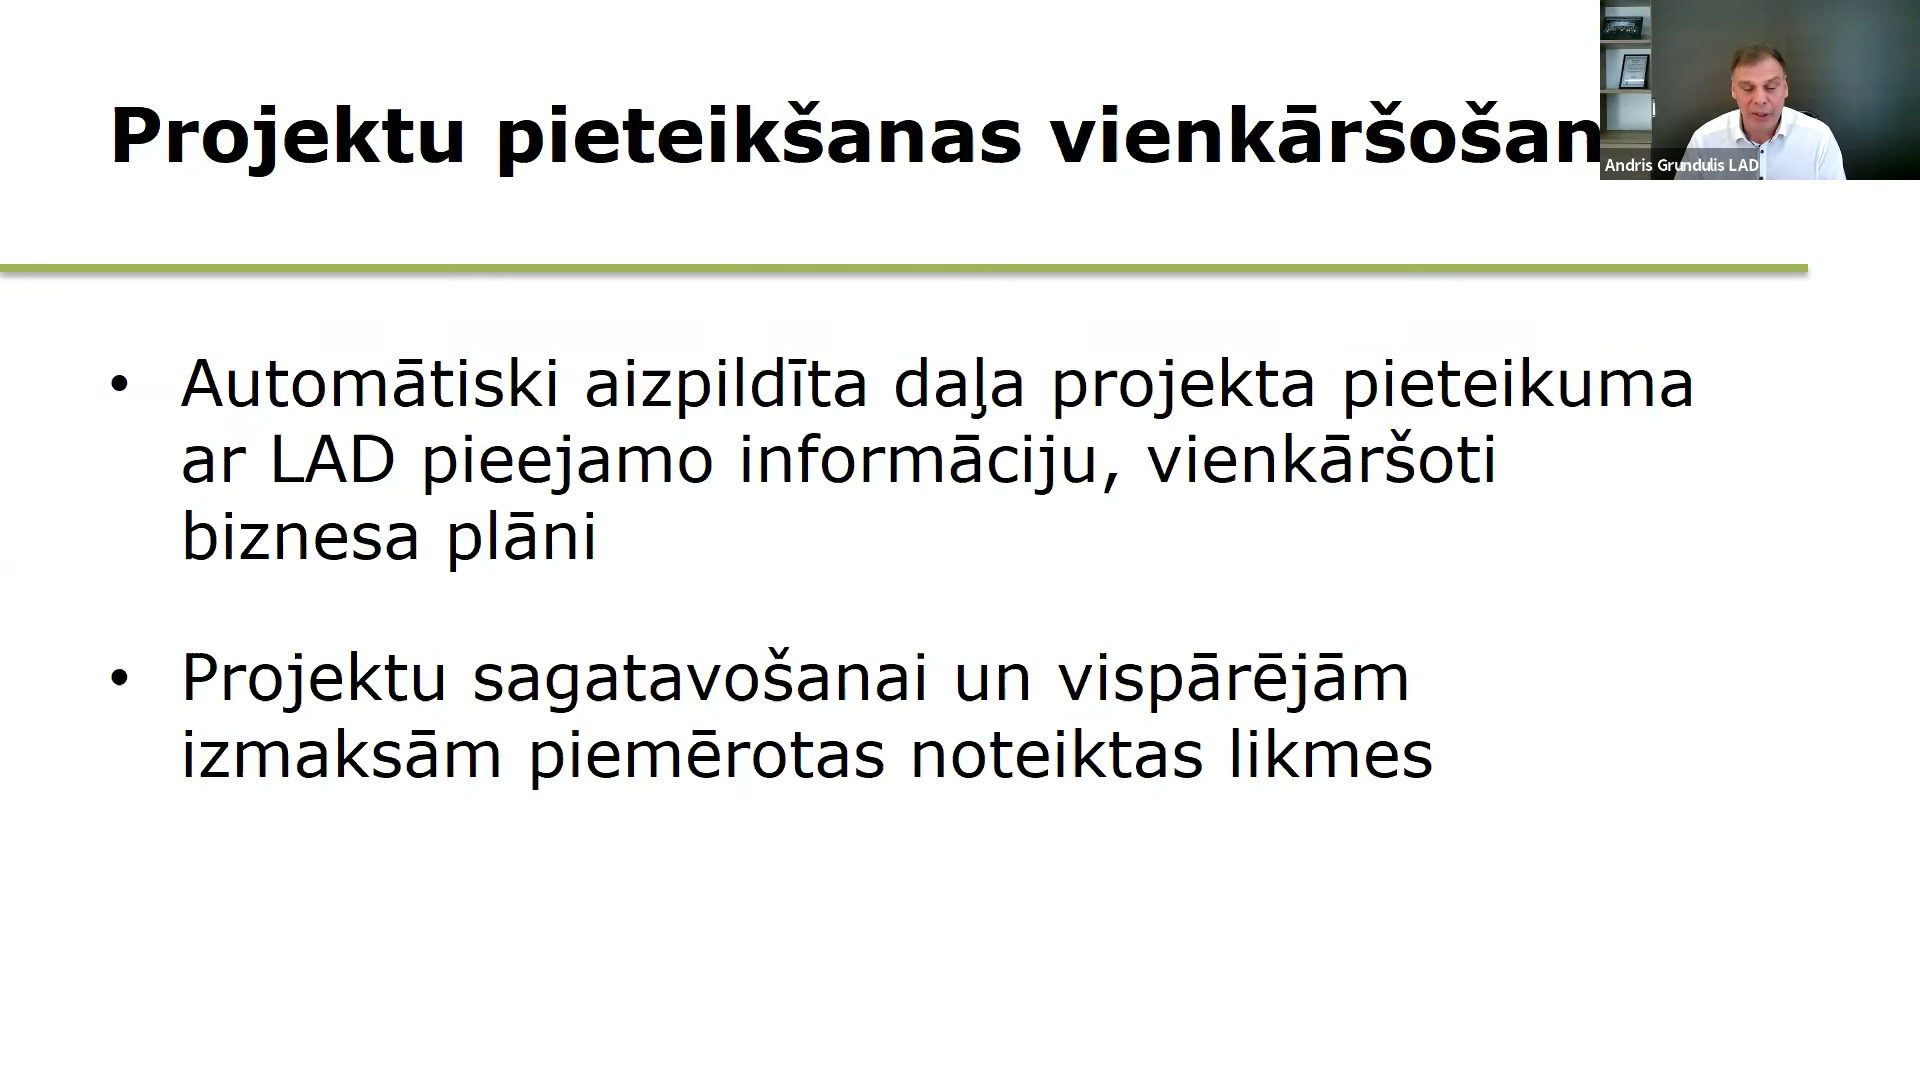 Projektu pieteikšanas vienkāršošan
Andris Grundulis LAD
• Automātiski aizpildīta daļa projekta pieteikuma
ar LAD pieejamo informāciju, vienkāršoti
biznesa plāni
• Projektu sagatavošanai un vispārējām
izmaksām piemērotas noteiktas likmes